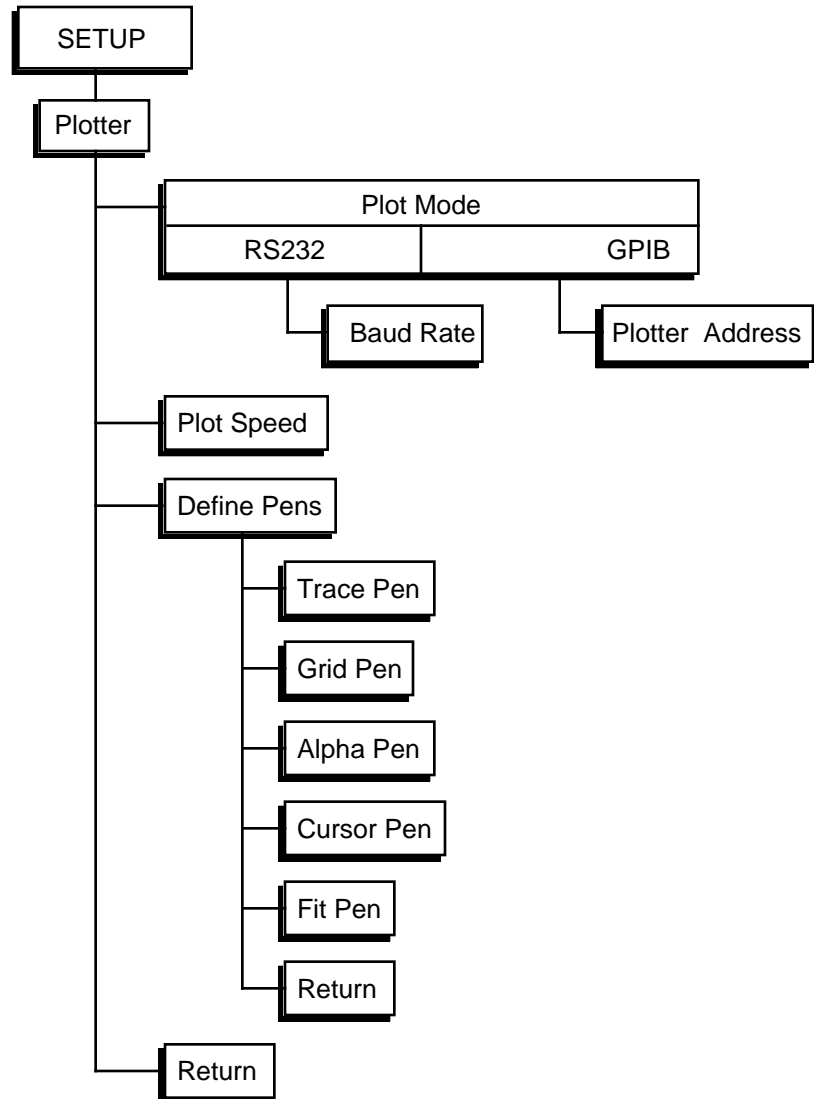 SETUP
Plotter
Plot Mode
RS232 GPIB
Baud Rate Plotter Address
Plot Speed
Define Pens
Trace Pen
Grid Pen
Alpha Pen
Cursor Pen
Fit Pen
Return
Return